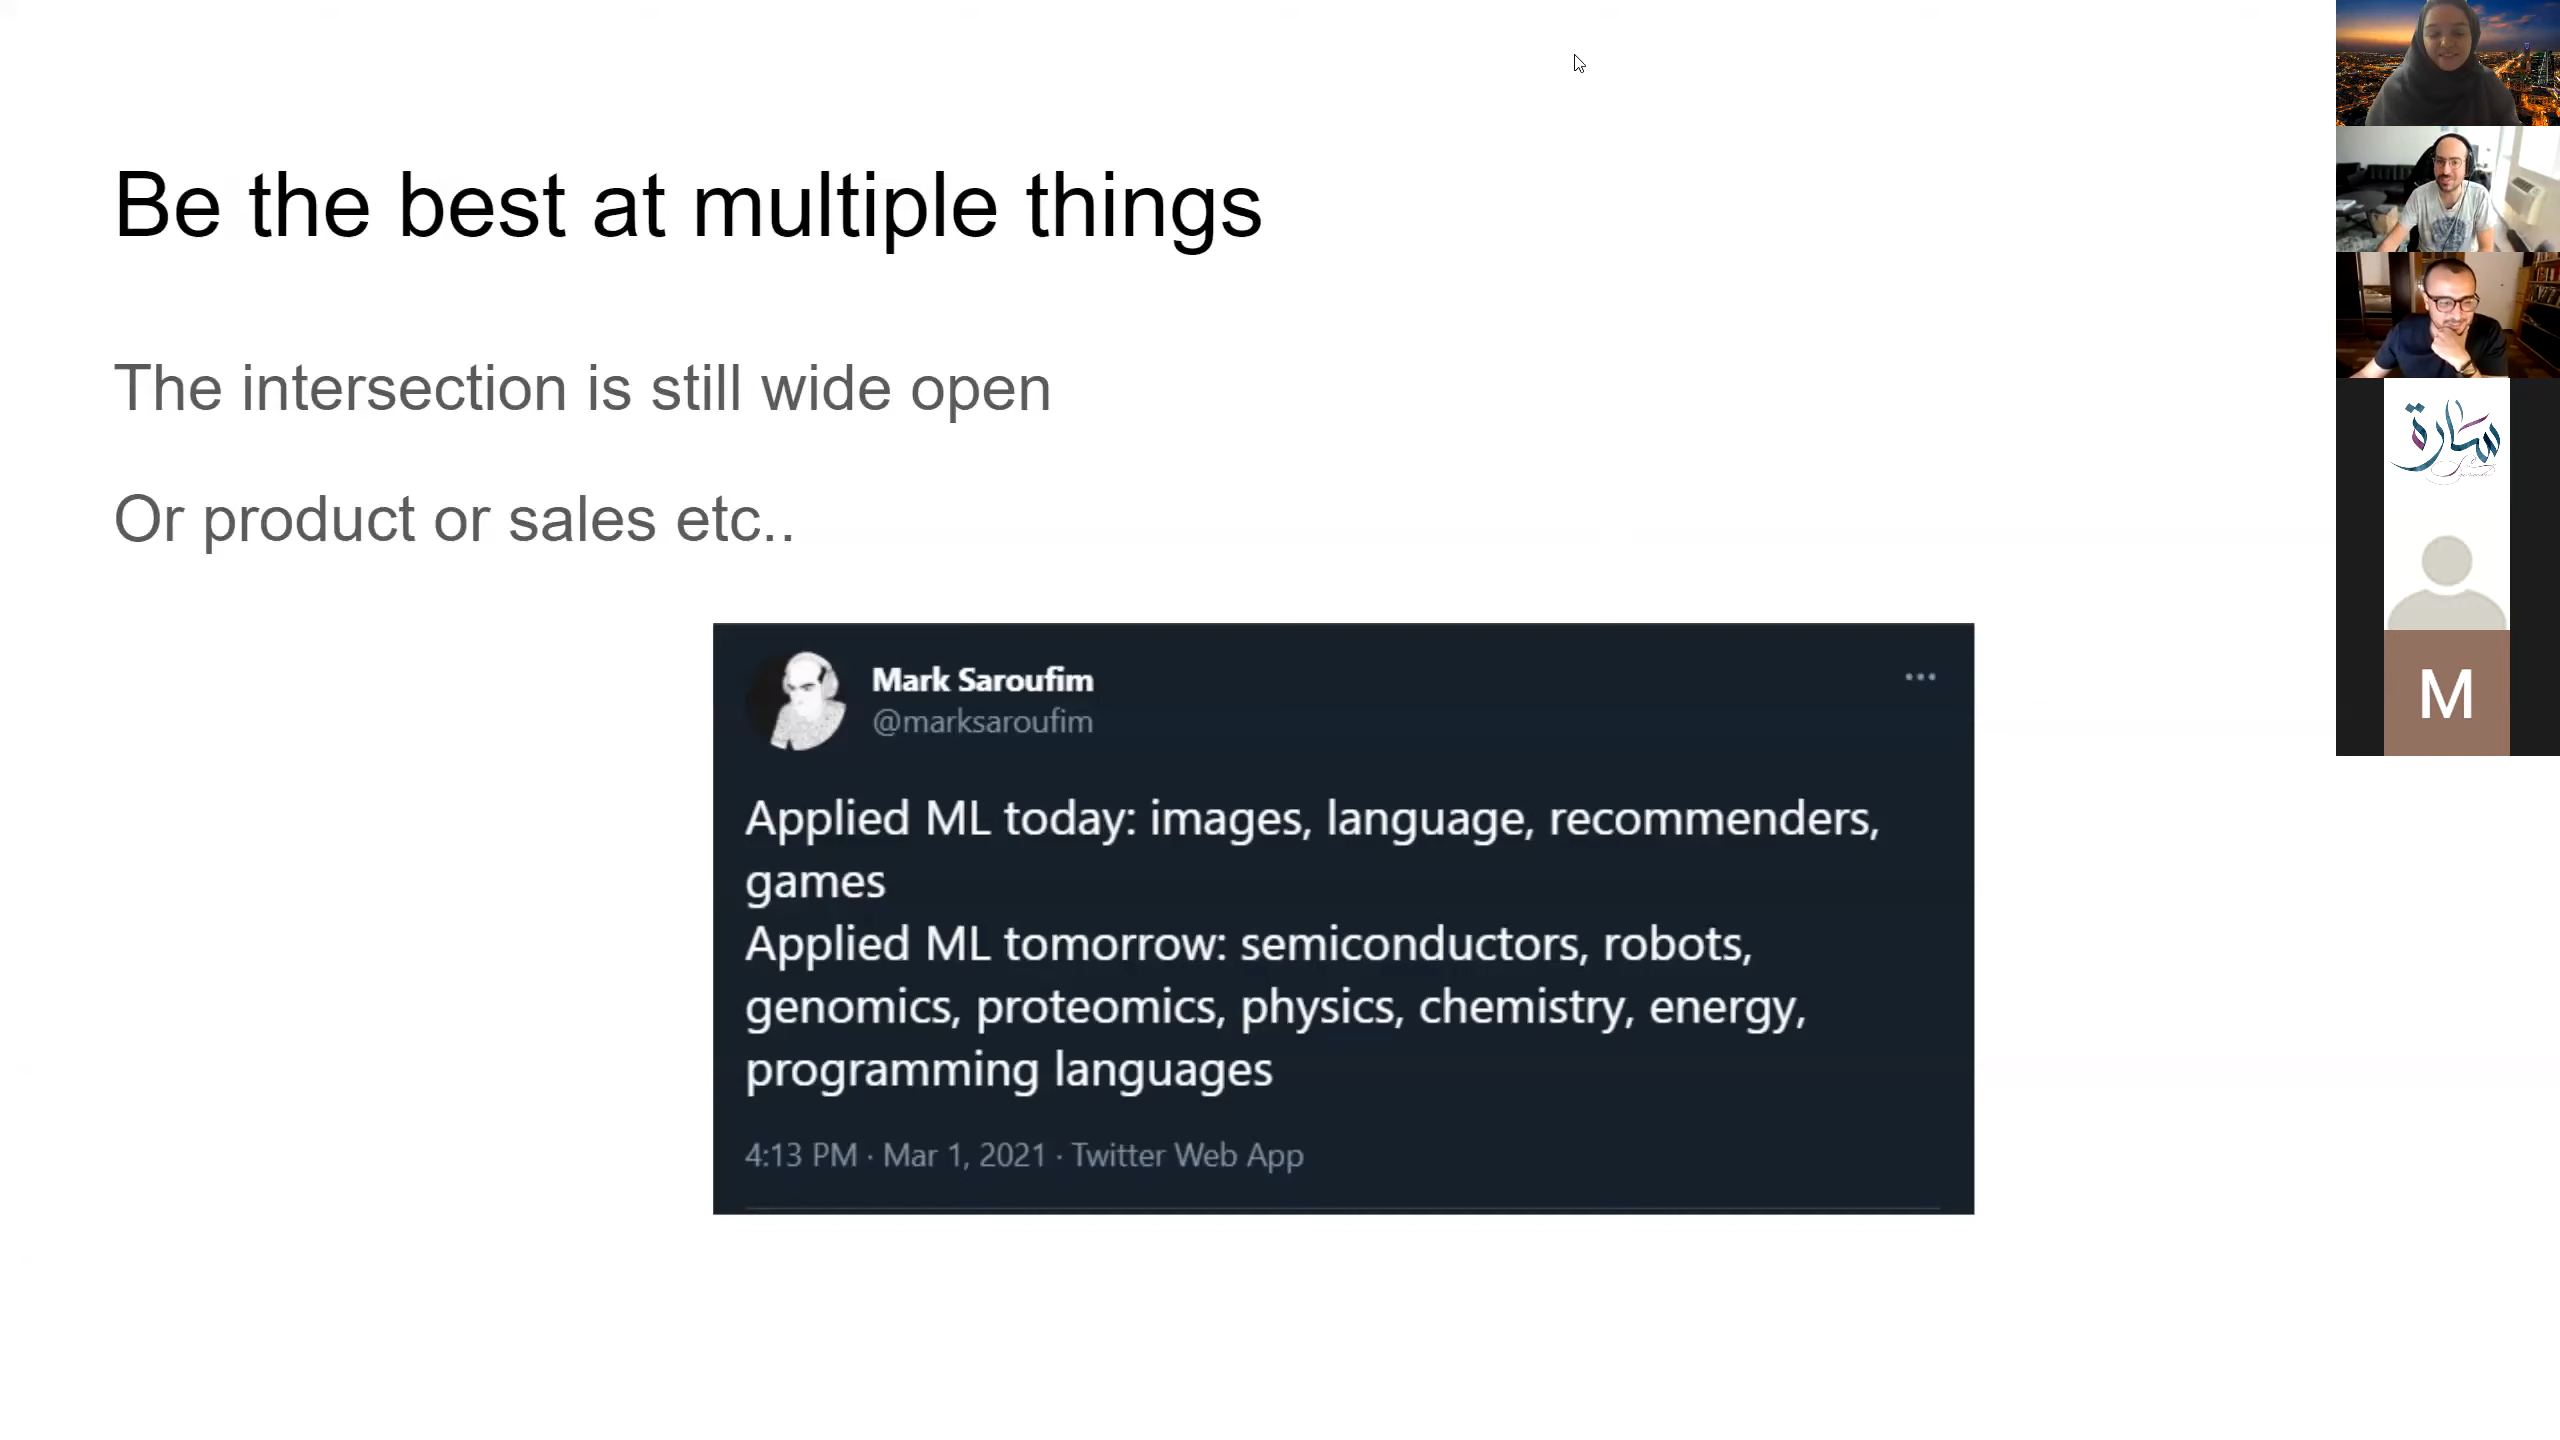 Be the best at multiple things
The intersection is still wide open
Or product or sales etc..
Mark Saroufim
@marksaroufim
Applied ML today: images, language, recommenders,
games
Applied ML tomorrow: semiconductors, robots,
genomics, proteomics, physics, chemistry, energy,
programming languages
4:13 PM · Mar 1, 2021 · Twitter Web App
سارة
M